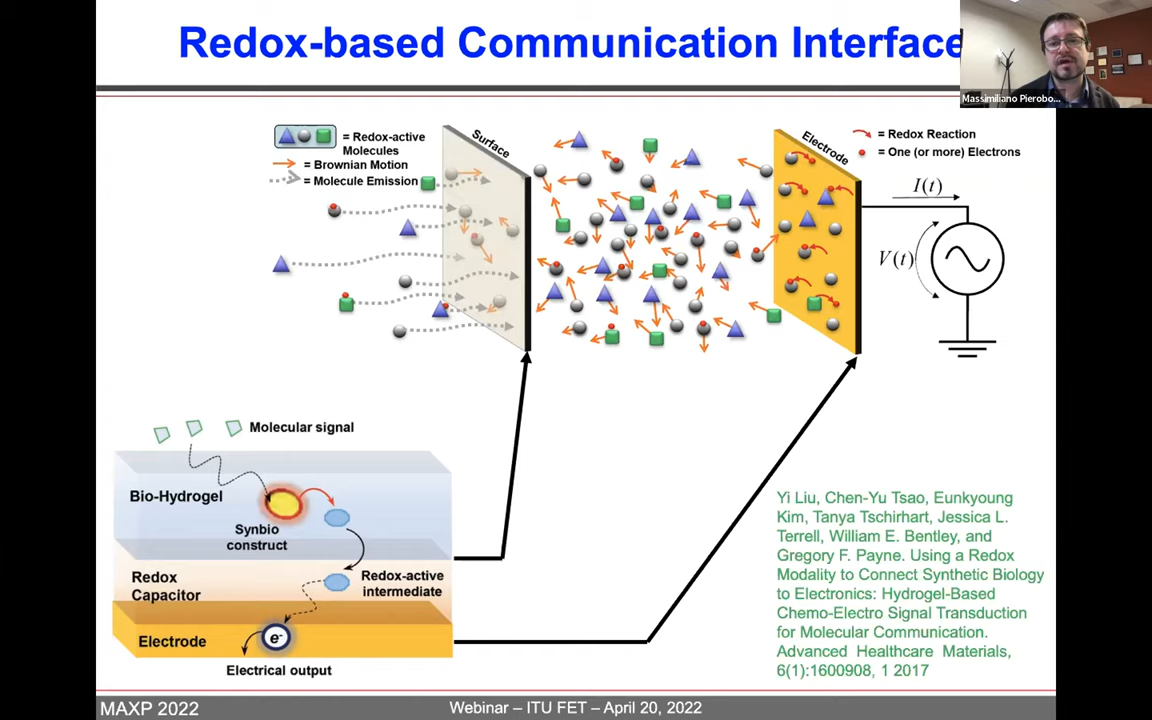 Redox-based Communication Interface
Massimiliano Pierobo...
= Redox-active
Molecules
= Brownian Motion
= Molecule Emission
Surface
Electrode
= Redox Reaction
= One (or more) Electrons
I(t)
V(t)
Molecular signal
Bio-Hydrogel
Synbio
construct
Redox
Capacitor
Redox-active
intermediate
Electrode
e-
Electrical output
Yi Liu, Chen-Yu Tsao, Eunkyoung
Kim, Tanya Tschirhart, Jessica L.
Terrell, William E. Bentley, and
Gregory F. Payne. Using a Redox
Modality to Connect Synthetic Biology
to Electronics: Hydrogel-Based
Chemo-Electro Signal Transduction
for Molecular Communication.
Advanced Healthcare Materials,
6(1):1600908, 1 2017
MAXP 2022
Webinar – ITU FET – April 20, 2022